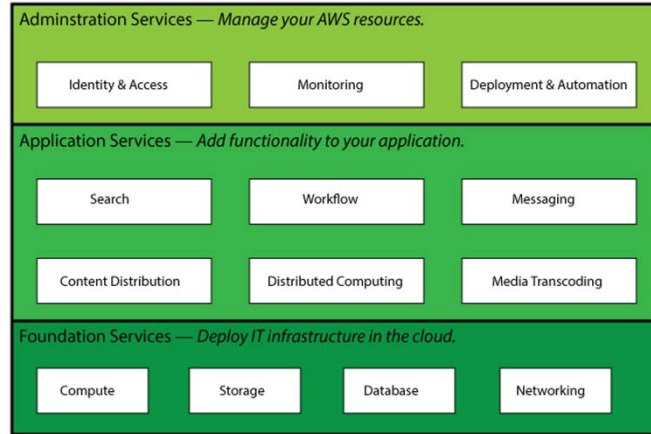 Adminstration Services — Manage your AWS resources.
Identity & Access
Monitoring
Deployment & Automation
Application Services — Add functionality to your application.
Search
Workflow
Messaging
Content Distribution
Distributed Computing
Media Transcoding
Foundation Services — Deploy IT infrastructure in the cloud.
Compute
Storage
Database
Networking